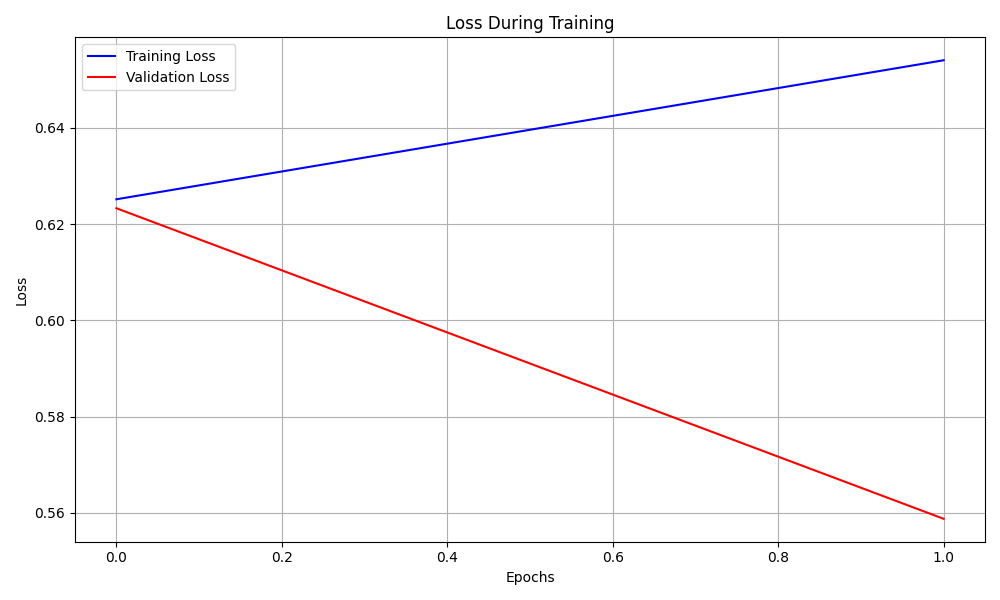 Loss During Training
Training Loss
Validation Loss
0.64
0.62
0.60
0.58
0.56
Loss
0.0 0.2 0.4 0.6 0.8 1.0
Epochs